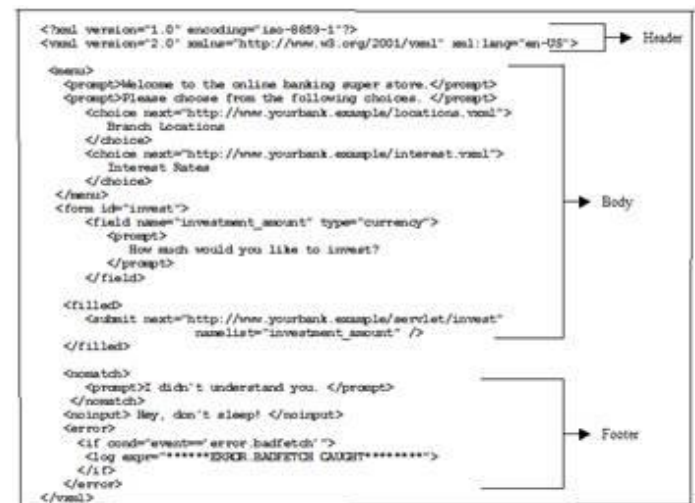 <?xml version="1.0" encoding="iso-8859-1"?>
<vxml version="2.0" xmlns="http://www.w3.org/2001/vxml" xml:lang="en-US">
Header
<menu>
<prompt>Welcome to the online banking super store.</prompt>
<prompt>Please choose from the following choices. </prompt>
<choice next="http://www.yourbank.example/locations.vxml">
Branch Locations
</choice>
<choice next="http://www.yourbank.example/interest.vxml">
Interest Rates
</choice>
</menu>
Body
<form id="invest">
<field name="investment_amount" type="currency">
<prompt>
How much would you like to invest?
</prompt>
</field>
<filled>
<submit next="http://www.yourbank.example/servlet/invest"
namelist="investment_amount" />
</filled>
<nomatch>
<prompt>I didn't understand you. </prompt>
</nomatch>
<noinput> Hey, don't sleep! </noinput>
<error>
Footer
<if cond="event=='error.badfetch'">
<log expr="******ERROR BADFETCH CAUGHT********">
</if>
</error>
</vxml>